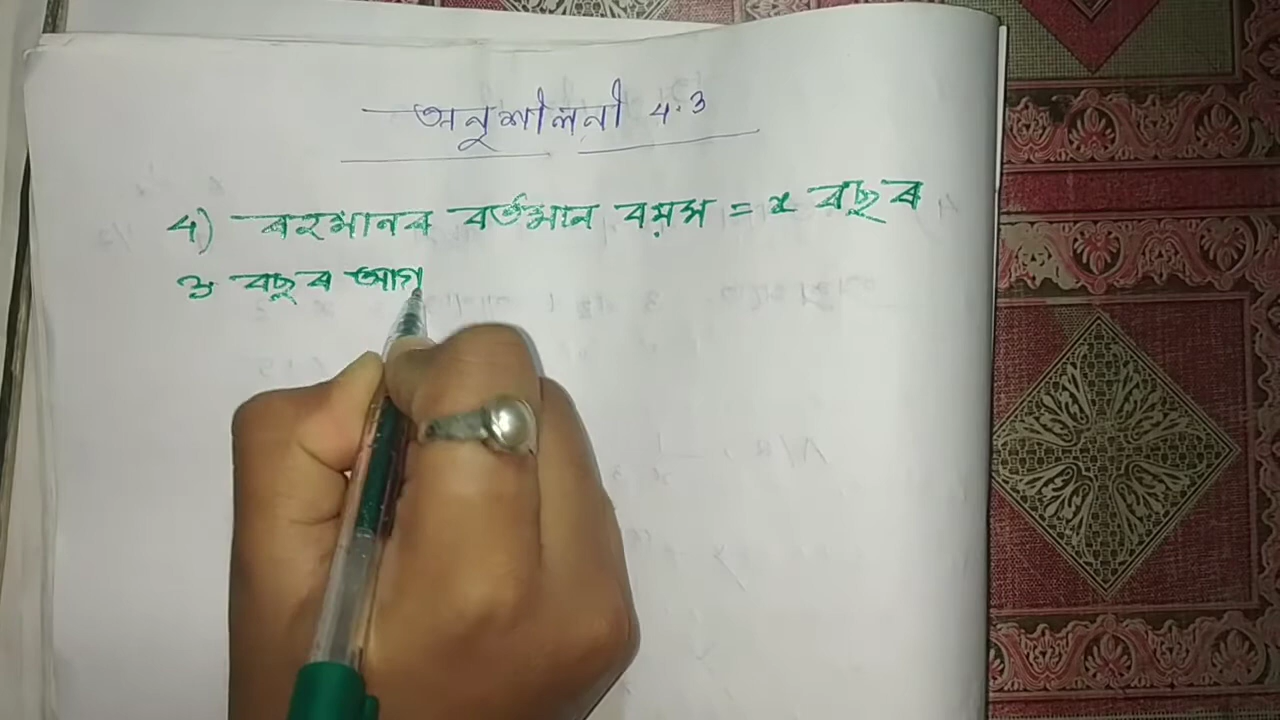 অনুশীলনী 4.3
4) ৰহমানৰ বৰ্তমান বয়স = x বছৰ
3 বছৰ আগ